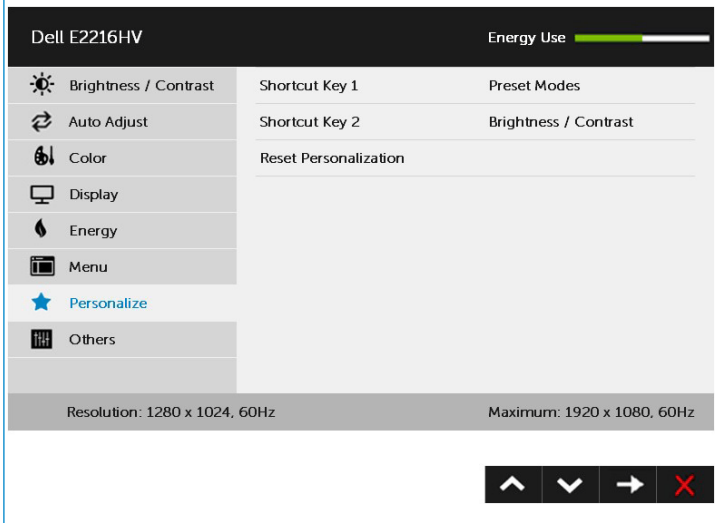 Dell E2216HV Energy Use
Brightness / Contrast Shortcut Key 1 Preset Modes
Auto Adjust Shortcut Key 2 Brightness / Contrast
Color Reset Personalization
Display
Energy
Menu
Personalize
Others
Resolution: 1280 x 1024, 60Hz Maximum: 1920 x 1080, 60Hz